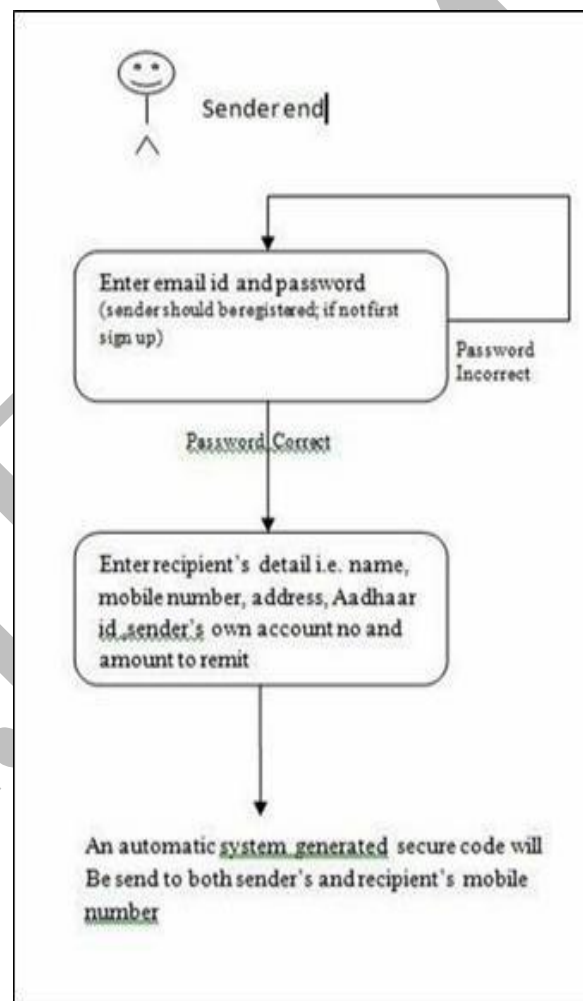 Sender end
Enter email id and password
(sender should be registered; if not first
sign up)
Password
Incorrect
Password Correct
Enter recipient's detail i.e. name,
mobile number, address, Aadhaar
id ,sender's own account no and
amount to remit
An automatic system generated secure code will
Be send to both sender's and recipient's mobile
number